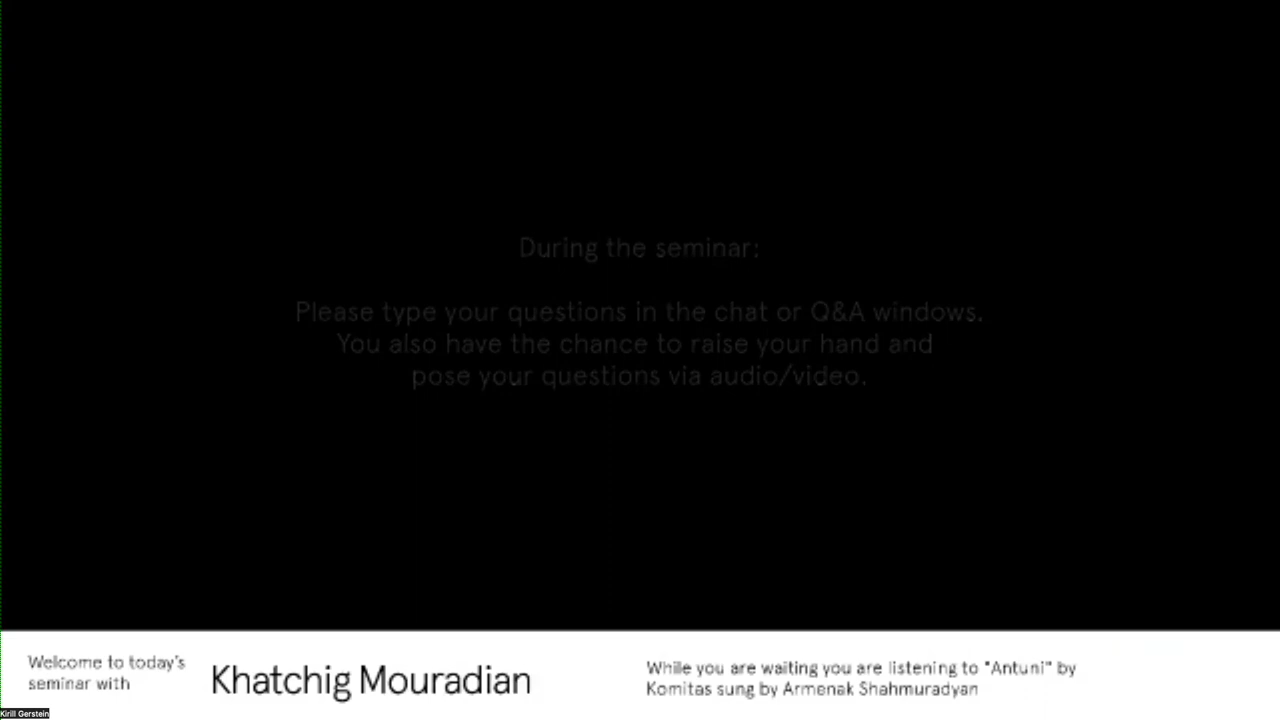 During the seminar:
Please type your questions in the chat or Q&A windows.
You also have the chance to raise your hand and
pose your questions via audio/video.
Welcome to today's
seminar with
Khatchig Mouradian
While you are waiting you are listening to "Antuni" by
Komitas sung by Armenak Shahmuradyan
Kirill Gerstein